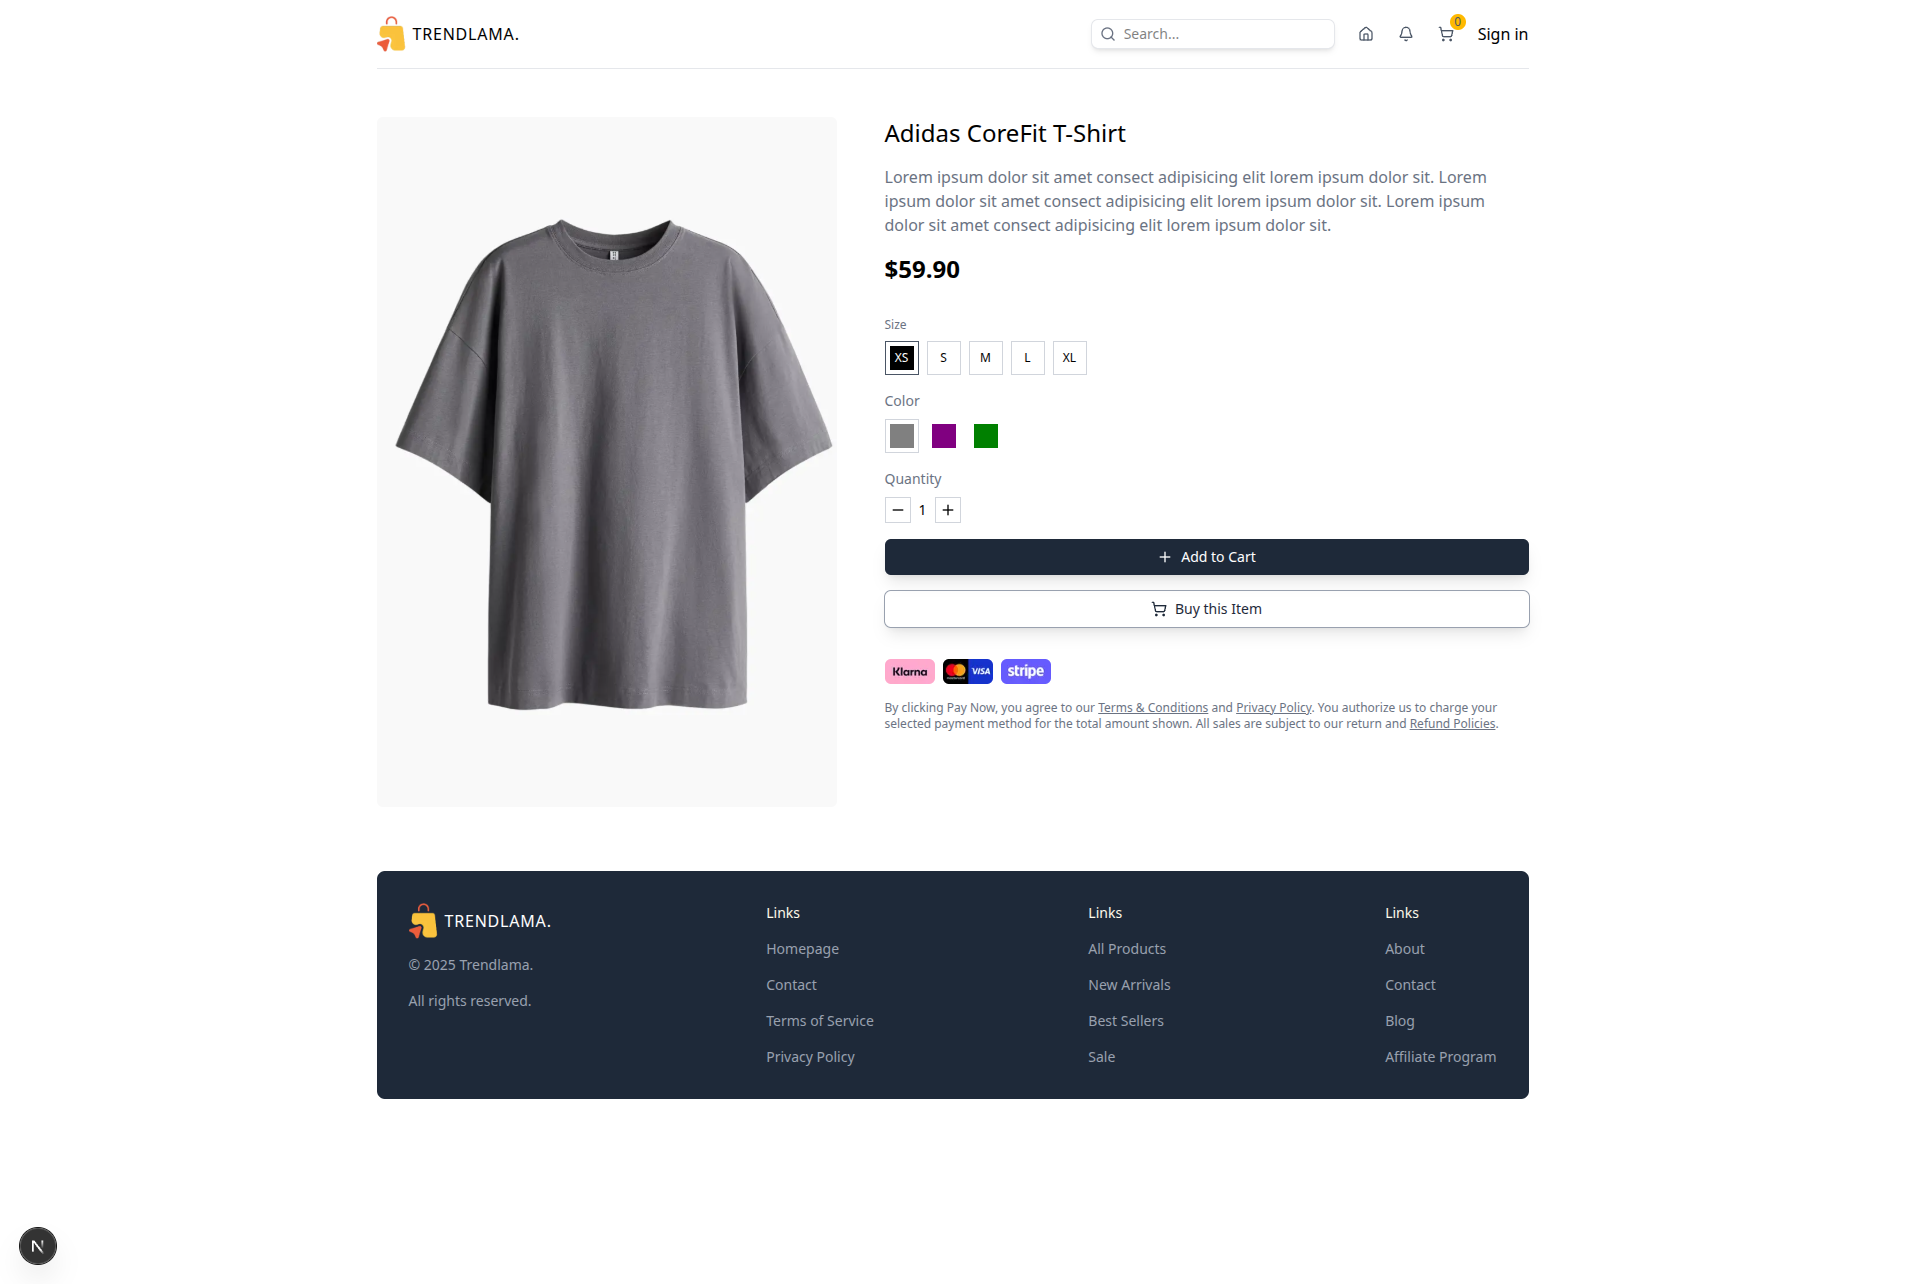 TRENDLAMA.
Search...
0
Sign in
Adidas CoreFit T-Shirt
Lorem ipsum dolor sit amet consect adipisicing elit lorem ipsum dolor sit. Lorem
ipsum dolor sit amet consect adipisicing elit lorem ipsum dolor sit. Lorem ipsum
dolor sit amet consect adipisicing elit lorem ipsum dolor sit.
$59.90
Size
XS S M L XL
Color
Quantity
1
Add to Cart
Buy this Item
Klarna mastercard VISA stripe
By clicking Pay Now, you agree to our Terms & Conditions and Privacy Policy. You authorize us to charge your
selected payment method for the total amount shown. All sales are subject to our return and Refund Policies.
TRENDLAMA.
© 2025 Trendlama.
All rights reserved.
Links
Homepage
Contact
Terms of Service
Privacy Policy
Links
All Products
New Arrivals
Best Sellers
Sale
Links
About
Contact
Blog
Affiliate Program
N